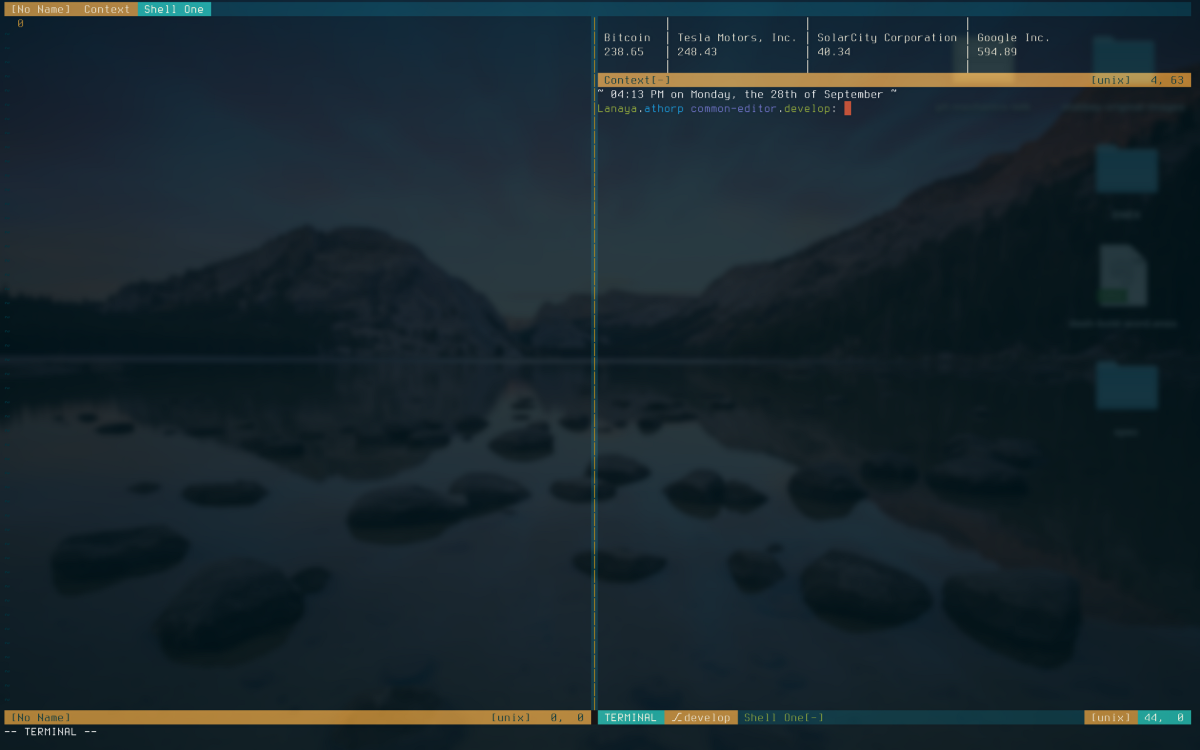 [No Name] Context Shell One
0
Bitcoin | Tesla Motors, Inc. | SolarCity Corporation | Google Inc.
238.65 | 248.43 | 40.34 | 594.89
Context[-] [unix] 4, 63
~ 04:13 PM on Monday, the 28th of September ~
Lanaya.athorp common-editor.develop:
[No Name] [unix] 0, 0
TERMINAL develop Shell One[-] [unix] 44, 0
-- TERMINAL --